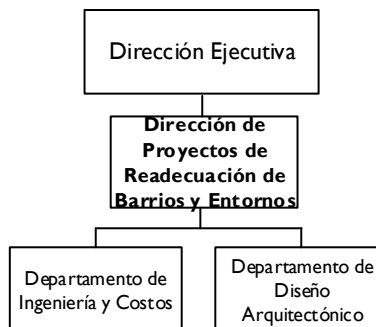 Dirección Ejecutiva
Dirección de
Proyectos de
Readecuación de
Barrios y Entornos
Departamento de
Ingeniería y Costos
Departamento de
Diseño
Arquitectónico